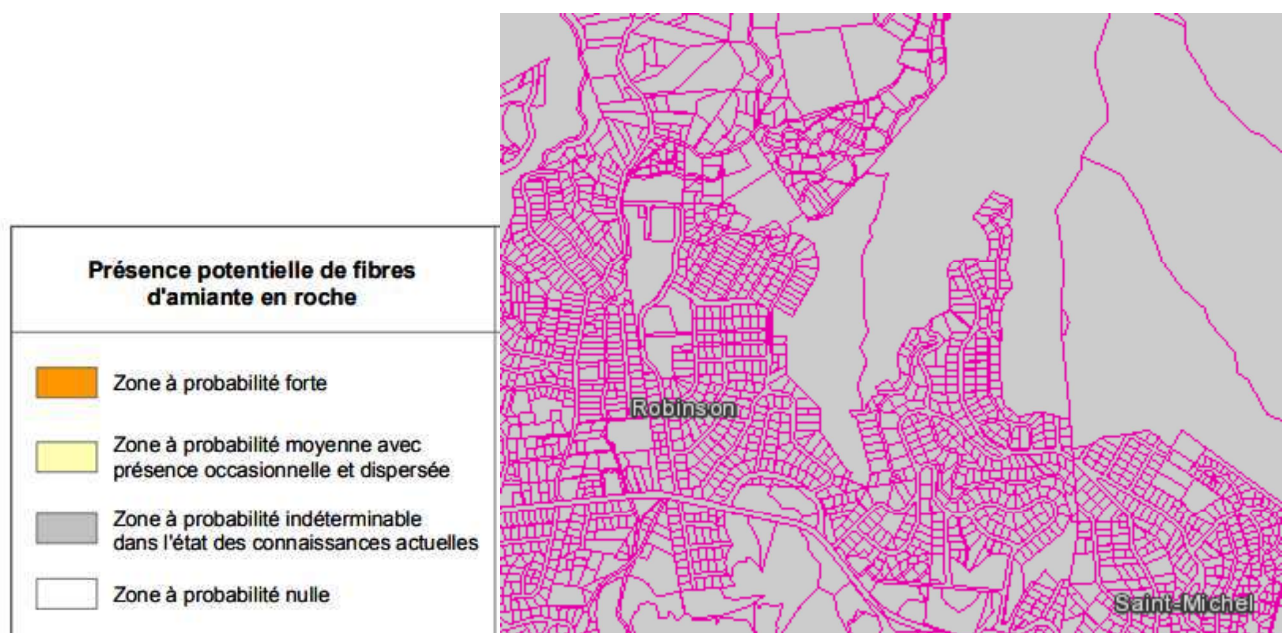 Présence potentielle de fibres
d'amiante en roche
Zone à probabilité forte
Zone à probabilité moyenne avec
présence occasionnelle et dispersée
Zone à probabilité indéterminable
dans l'état des connaissances actuelles
Zone à probabilité nulle
Robinson
Saint-Michel